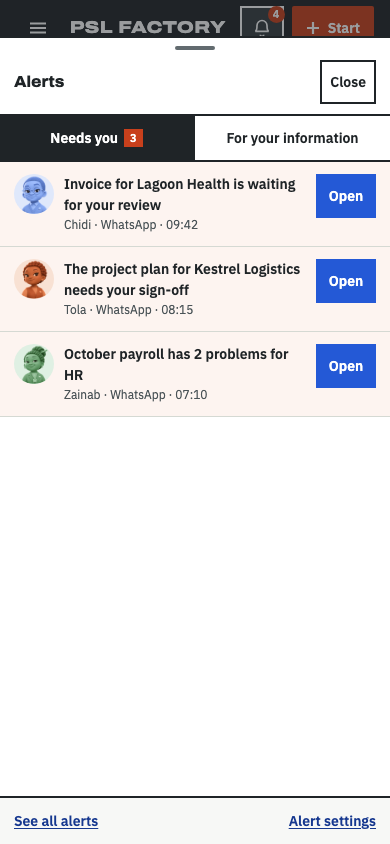 PSL FACTORY
4
+ Start
Alerts
Close
Needs you 3
For your information
Invoice for Lagoon Health is waiting
for your review
Chidi · WhatsApp · 09:42
Open
The project plan for Kestrel Logistics
needs your sign-off
Tola · WhatsApp · 08:15
Open
October payroll has 2 problems for
HR
Zainab · WhatsApp · 07:10
Open
See all alerts
Alert settings